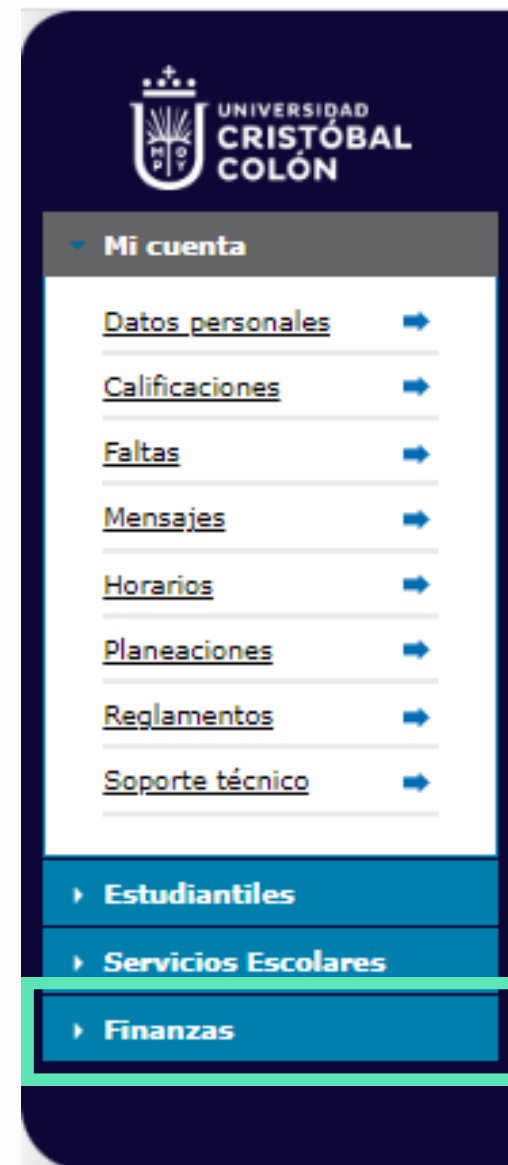 UNIVERSIDAD
CRISTÓBAL
COLÓN
M O
P Y
Mi cuenta
Datos personales
Calificaciones
Faltas
Mensajes
Horarios
Planeaciones
Reglamentos
Soporte técnico
Estudiantiles
Servicios Escolares
Finanzas